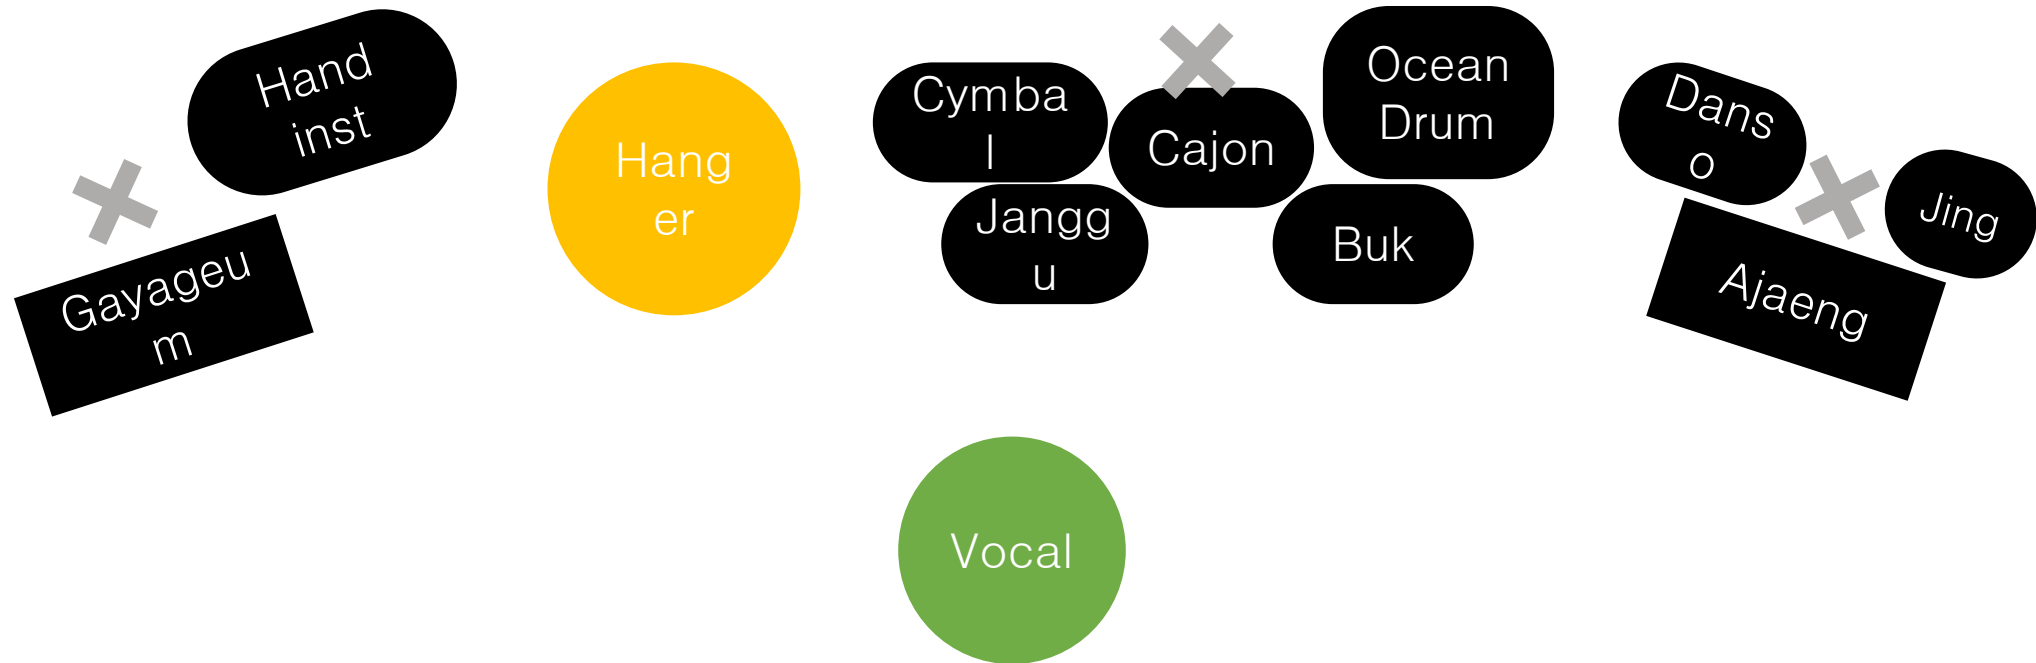 Hand
inst
Gayageu
m
Hang
er
Cymba
l
Cajon
Ocean
Drum
Jangg
u
Buk
Dans
o
Jing
Ajaeng
Vocal